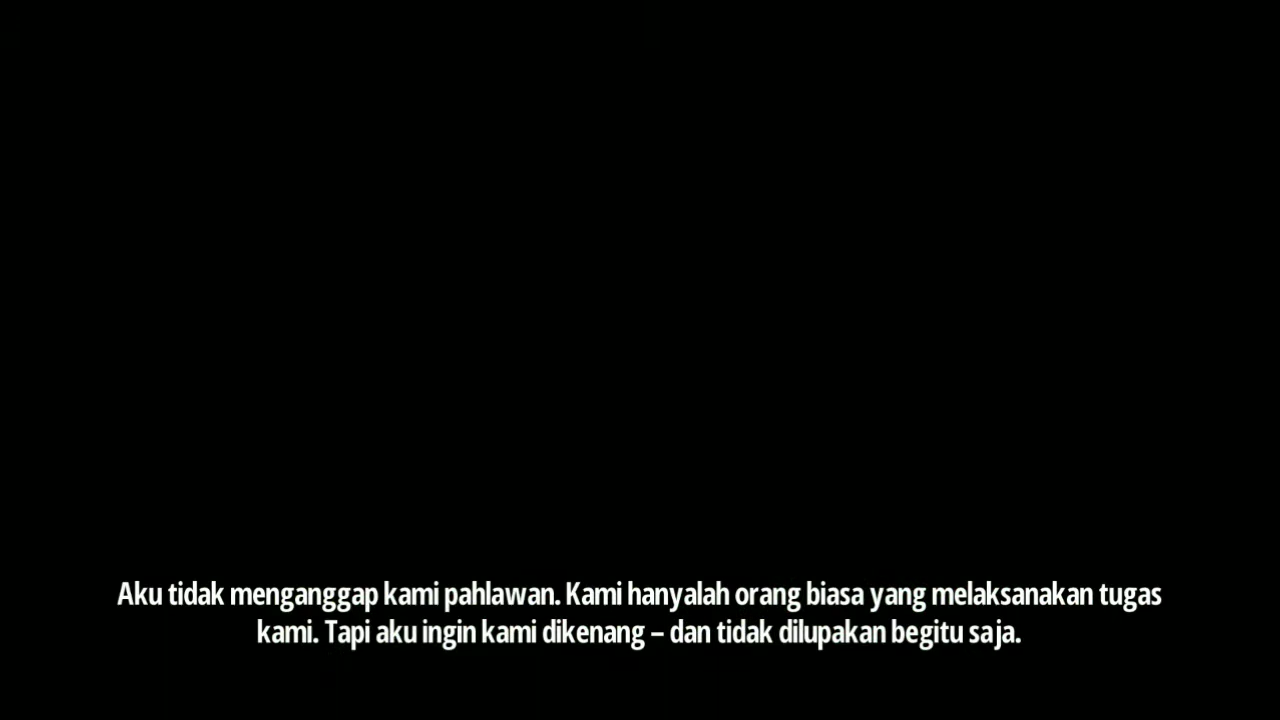 Aku tidak menganggap kami pahlawan. Kami hanyalah orang biasa yang melaksanakan tugas
kami. Tapi aku ingin kami dikenang – dan tidak dilupakan begitu saja.